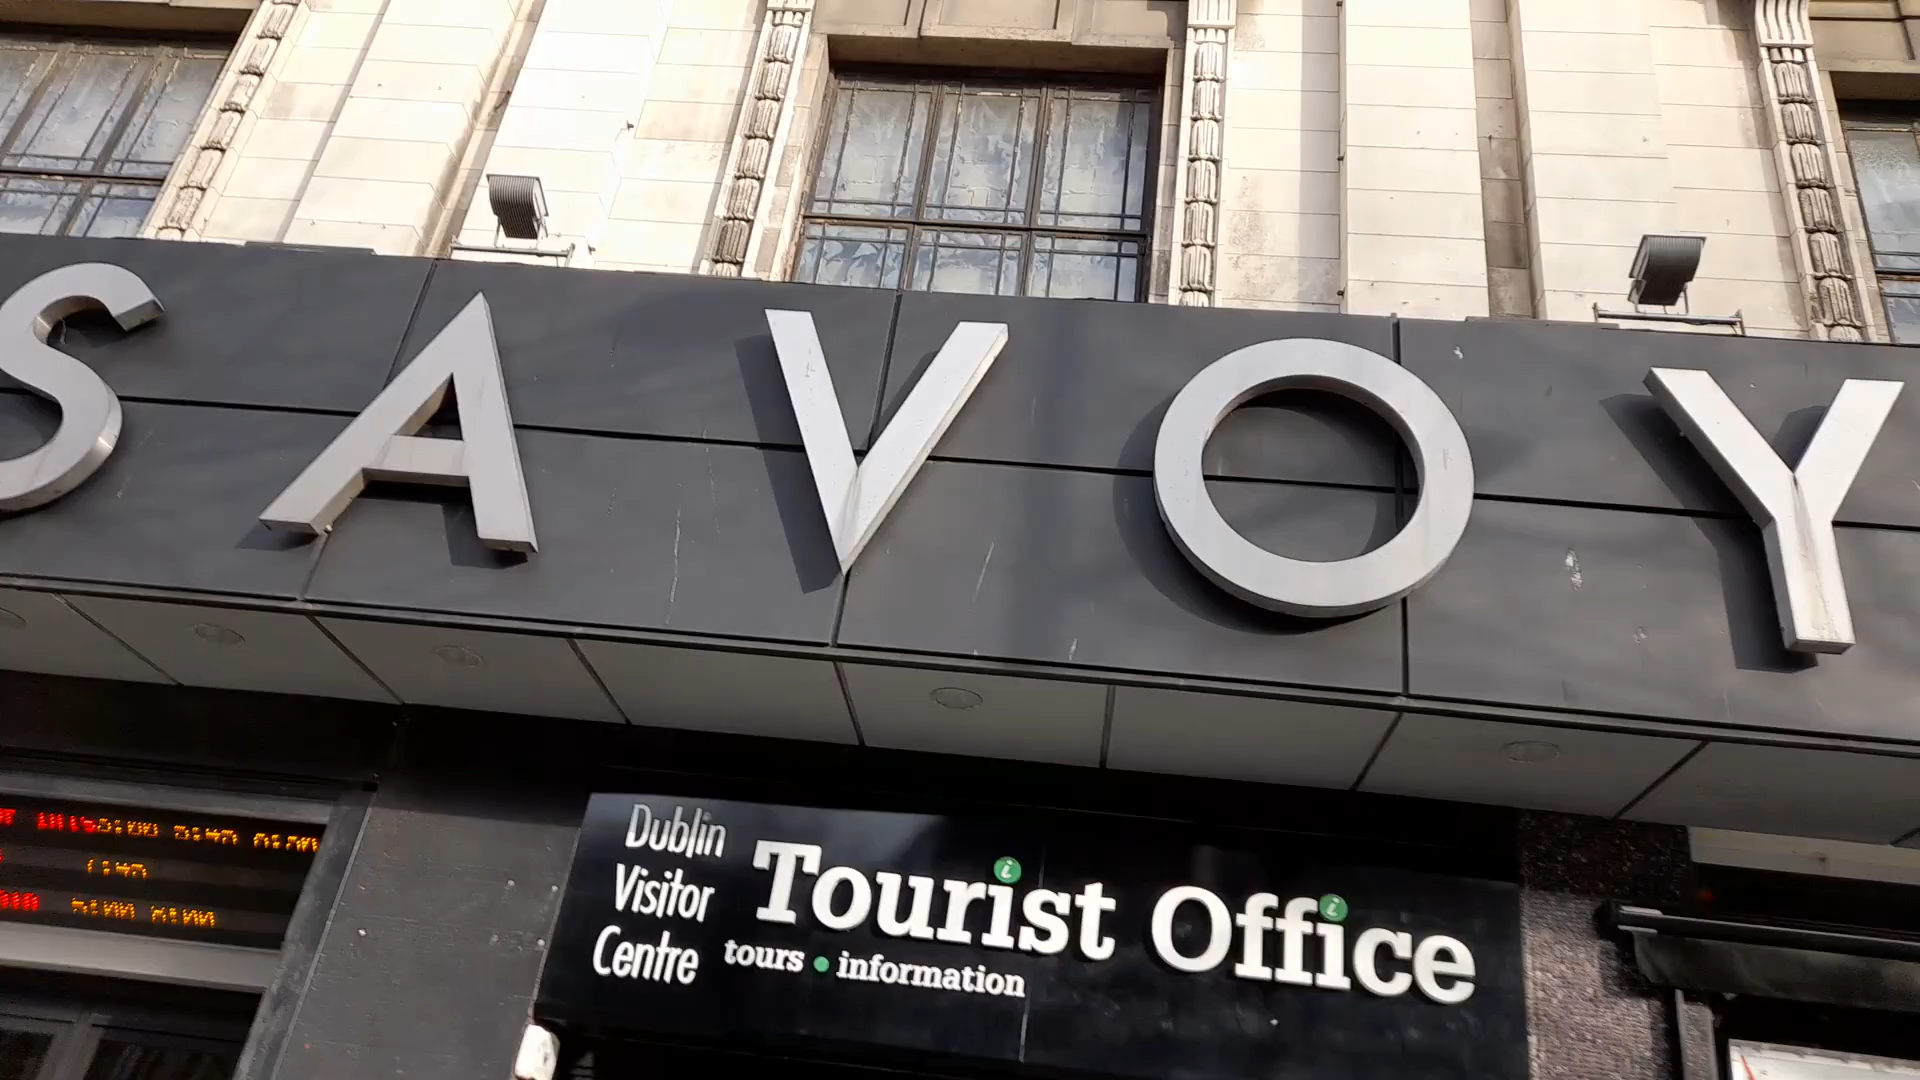 SAVOY
Dublin
Visitor
Centre
Tourist Office
tours • information